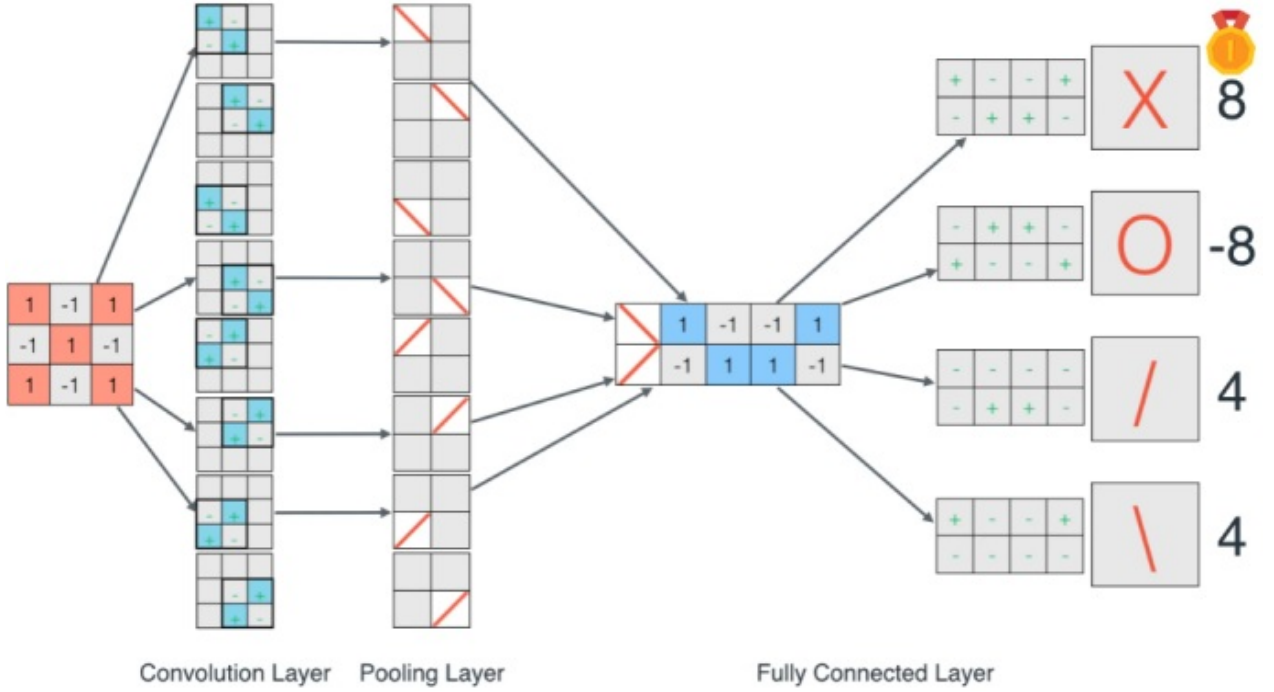 + -
- +
+ -
- +
+ -
- +
+ -
- +
- +
+ -
- +
+ -
- +
+ -
- +
+ -
1 -1 1
-1 1 -1
1 -1 1
1 -1 -1 1
-1 1 1 -1
+ - - +
- + + -
X
1
8
- + + -
+ - - +
O
-8
- - - -
- + + -
/
4
+ - - +
- - - -
\
4
Convolution Layer
Pooling Layer
Fully Connected Layer